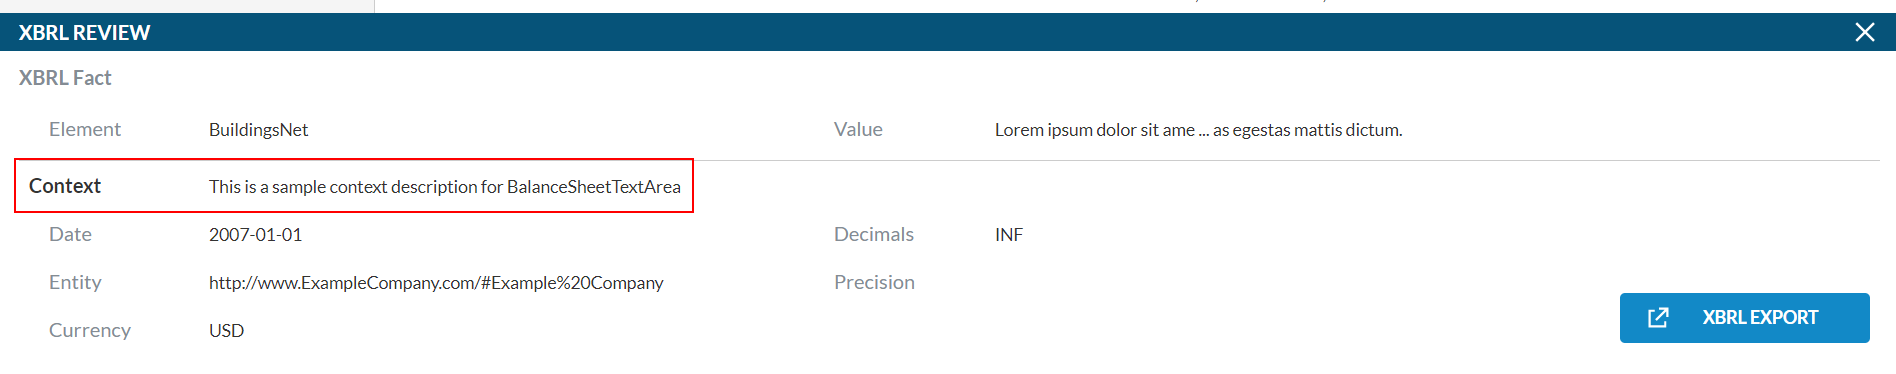 XBRL REVIEW
XBRL Fact
Element BuildingsNet Value Lorem ipsum dolor sit ame ... as egestas mattis dictum.
Context This is a sample context description for BalanceSheetTextArea
Date 2007-01-01 Decimals INF
Entity http://www.ExampleCompany.com/#Example%20Company Precision
Currency USD
XBRL EXPORT